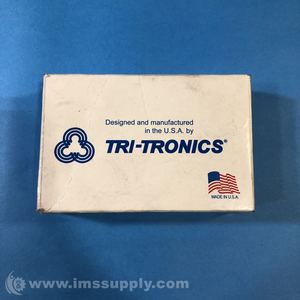 Designed and manufactured
in the U.S.A. by
TRI-TRONICS®
MADE IN U.S.A.
© www.imssupply.com